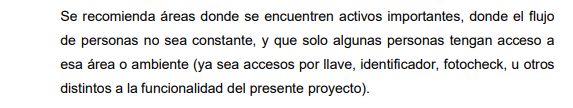 Se recomienda áreas donde se encuentren activos importantes, donde el flujo
de personas no sea constante, y que solo algunas personas tengan acceso a
esa área o ambiente (ya sea accesos por llave, identificador, fotocheck, u otros
distintos a la funcionalidad del presente proyecto).